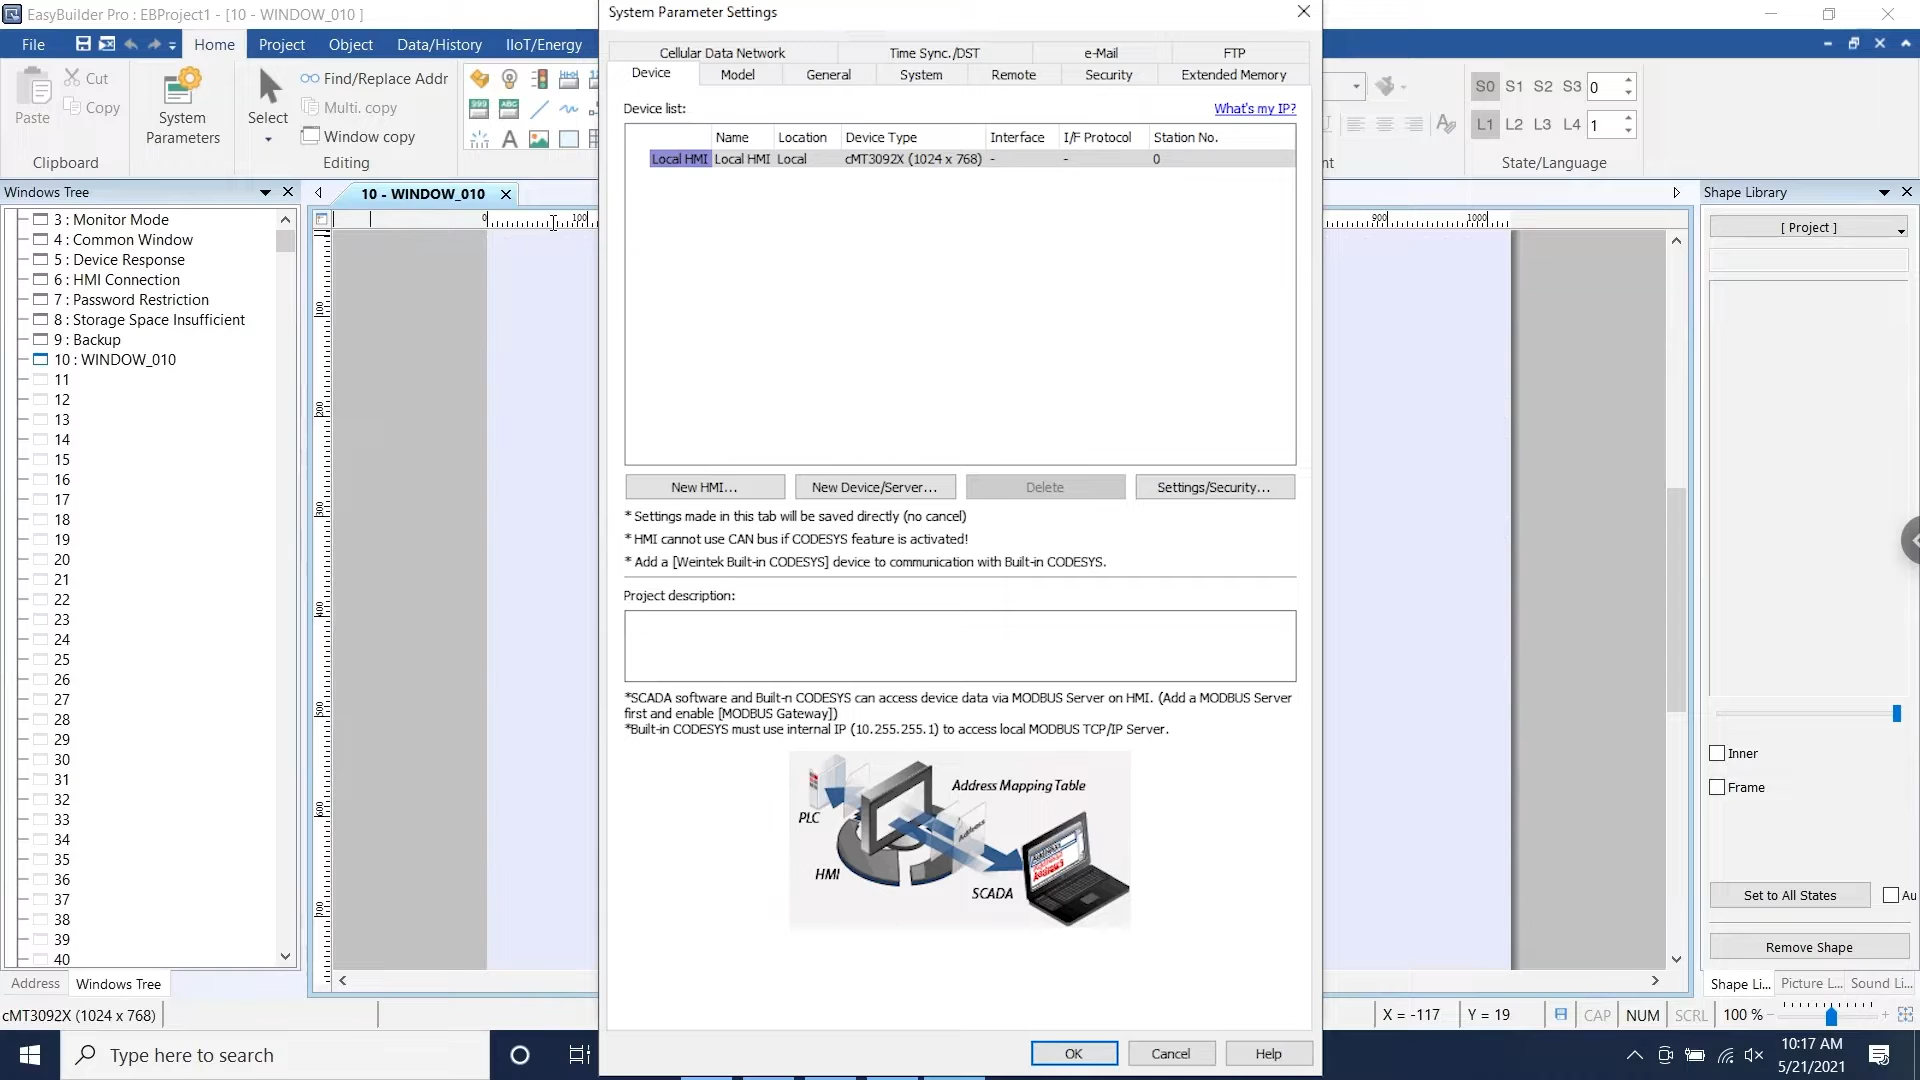 EasyBuilder Pro : EBProject1 - [10 - WINDOW_010 ]
System Parameter Settings
File
Home
Project
Object
Data/History
IIoT/Energy
Paste
Cut
Copy
Clipboard
System
Parameters
Select
Find/Replace Addr
Multi. copy
Window copy
Editing
S0 S1 S2 S3 0
L1 L2 L3 L4 1
State/Language
Cellular Data Network
Time Sync./DST
e-Mail
FTP
Device
Model
General
System
Remote
Security
Extended Memory
Device list:
What's my IP?
Name Location Device Type Interface I/F Protocol Station No.
Local HMI Local HMI Local cMT3092X (1024 x 768) - - 0
New HMI...
New Device/Server...
Delete
Settings/Security...
* Settings made in this tab will be saved directly (no cancel)
* HMI cannot use CAN bus if CODESYS feature is activated!
* Add a [Weintek Built-in CODESYS] device to communication with Built-in CODESYS.
Project description:
*SCADA software and Built-n CODESYS can access device data via MODBUS Server on HMI. (Add a MODBUS Server
first and enable [MODBUS Gateway])
*Built-in CODESYS must use internal IP (10.255.255.1) to access local MODBUS TCP/IP Server.
Address Mapping Table
PLC
HMI
Address
SCADA
OK
Cancel
Help
Windows Tree
3 : Monitor Mode
4 : Common Window
5 : Device Response
6 : HMI Connection
7 : Password Restriction
8 : Storage Space Insufficient
9 : Backup
10 : WINDOW_010
11
12
13
14
15
16
17
18
19
20
21
22
23
24
25
26
27
28
29
30
31
32
33
34
35
36
37
38
39
40
Address
Windows Tree
10 - WINDOW_010
0 100
900 1000
100
200
300
400
500
600
700
Shape Library
[ Project ]
Inner
Frame
Set to All States
Au
Remove Shape
Shape Li...
Picture L...
Sound Li...
cMT3092X (1024 x 768)
X = -117
Y = 19
CAP
NUM
SCRL
100 %
Type here to search
10:17 AM
5/21/2021